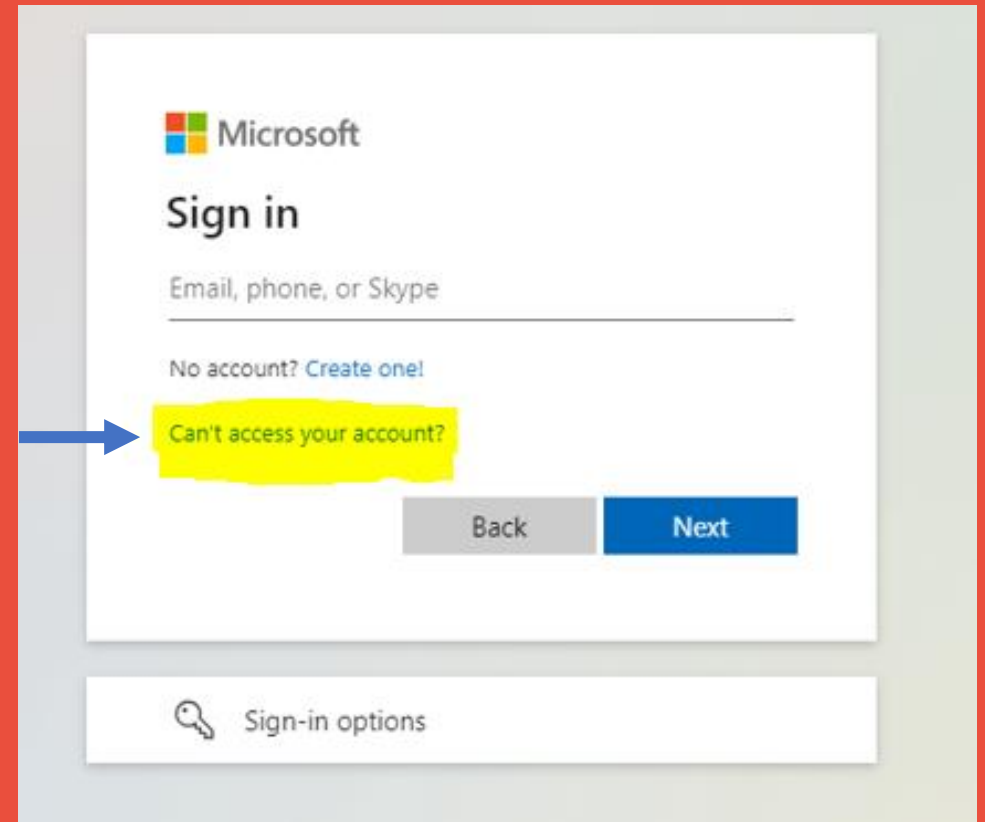 Microsoft
Sign in
Email, phone, or Skype
No account? Create one!
Can't access your account?
Back Next
Sign-in options